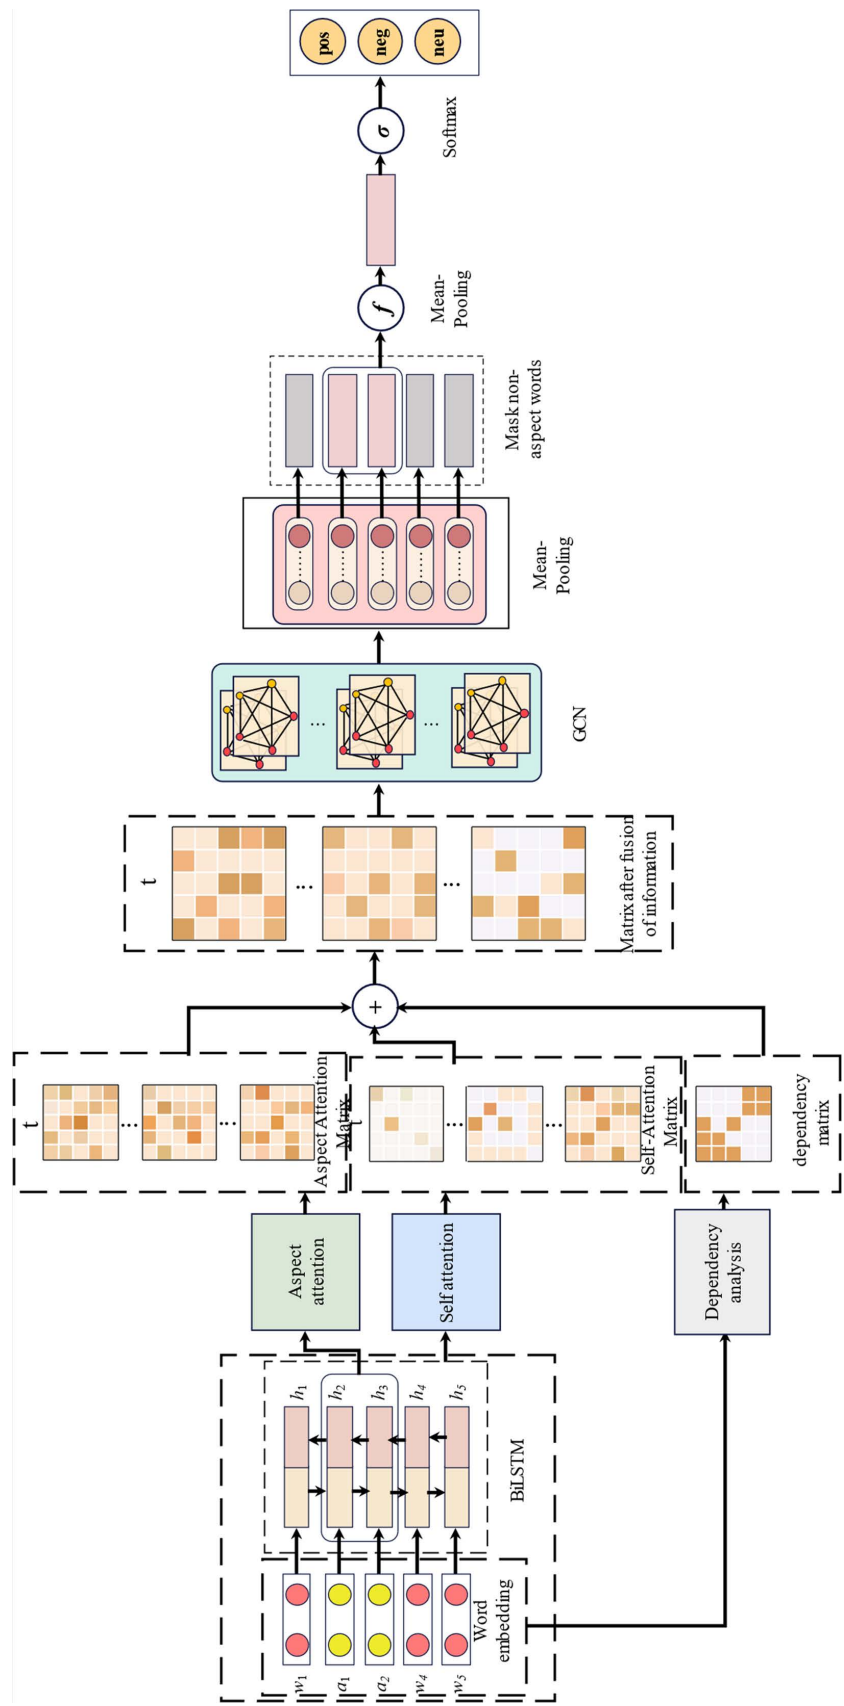 w1
a1
a2
w4
w5
Word
embedding
h1
h2
h3
h4
h5
BiLSTM
Aspect
attention
Self attention
Dependency
analysis
t
...
...
Aspect Attention
Matrix
t
...
...
Self-Attention
Matrix
dependency
matrix
+
t
...
...
Matrix after fusion
of information
...
...
GCN
......
......
......
......
......
Mean-
Pooling
Mask non-
aspect words
f
Mean-
Pooling
σ
Softmax
pos
neg
neu